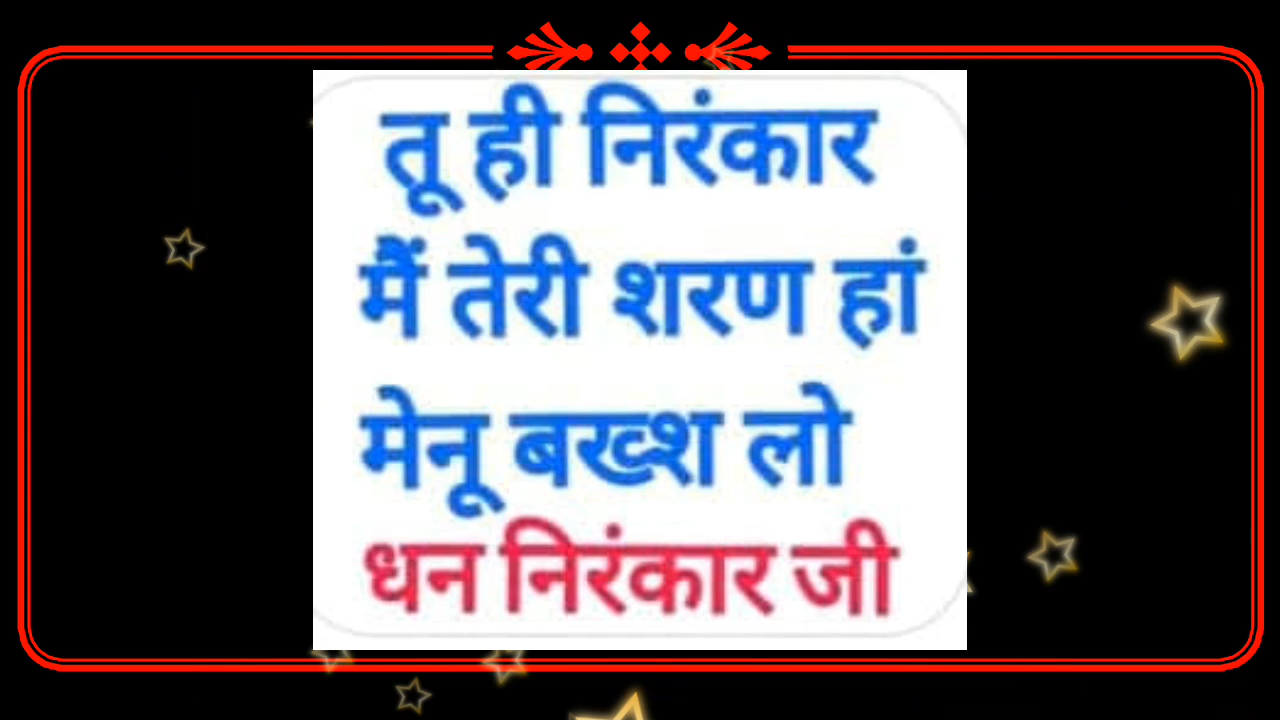 तू ही निरंकार
मैं तेरी शरण हां
मेनू बख्श लो
धन निरंकार जी